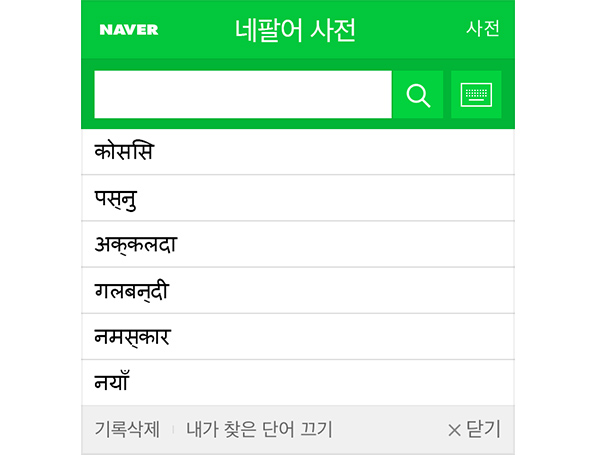 NAVER 네팔어 사전 사전
कोससि
पस्‌नु
अक्‌कलदा
गलबन्‌दी
नमस्‌कार
नयाँ
기록삭제 내가 찾은 단어 끄기 × 닫기